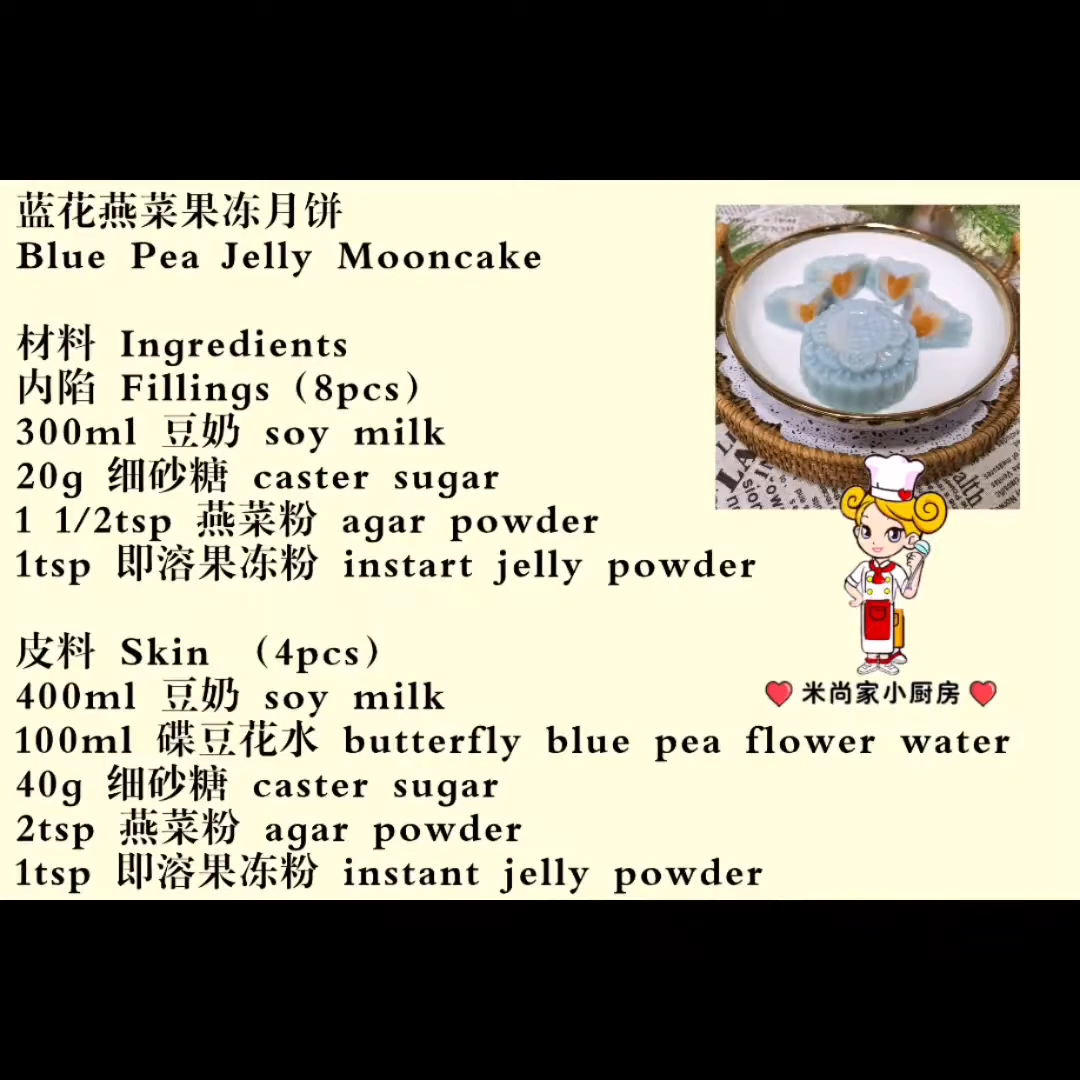 蓝花燕菜果冻月饼
Blue Pea Jelly Mooncake
材料 Ingredients
内陷 Fillings (8pcs)
300ml 豆奶 soy milk
20g 细砂糖 caster sugar
1 1/2tsp 燕菜粉 agar powder
1tsp 即溶果冻粉 instart jelly powder
皮料 Skin (4pcs)
400ml 豆奶 soy milk
100ml 碟豆花水 butterfly blue pea flower water
40g 细砂糖 caster sugar
2tsp 燕菜粉 agar powder
1tsp 即溶果冻粉 instant jelly powder
米尚家小厨房